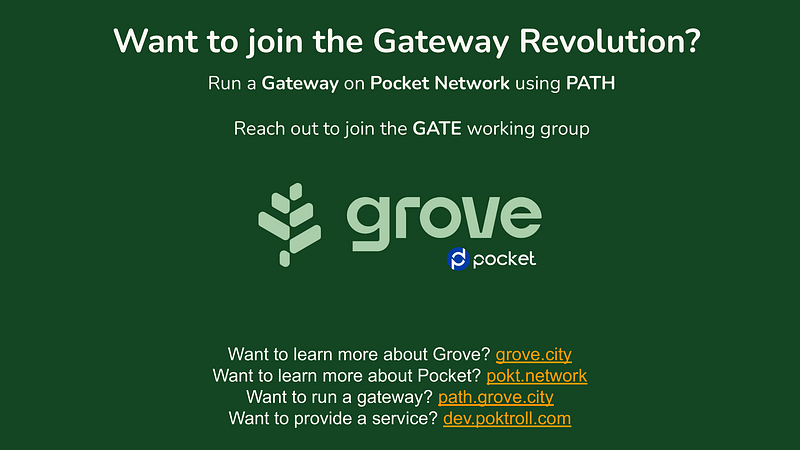 Want to join the Gateway Revolution?
Run a Gateway on Pocket Network using PATH
Reach out to join the GATE working group
grove
pocket
Want to learn more about Grove? grove.city
Want to learn more about Pocket? pokt.network
Want to run a gateway? path.grove.city
Want to provide a service? dev.poktroll.com